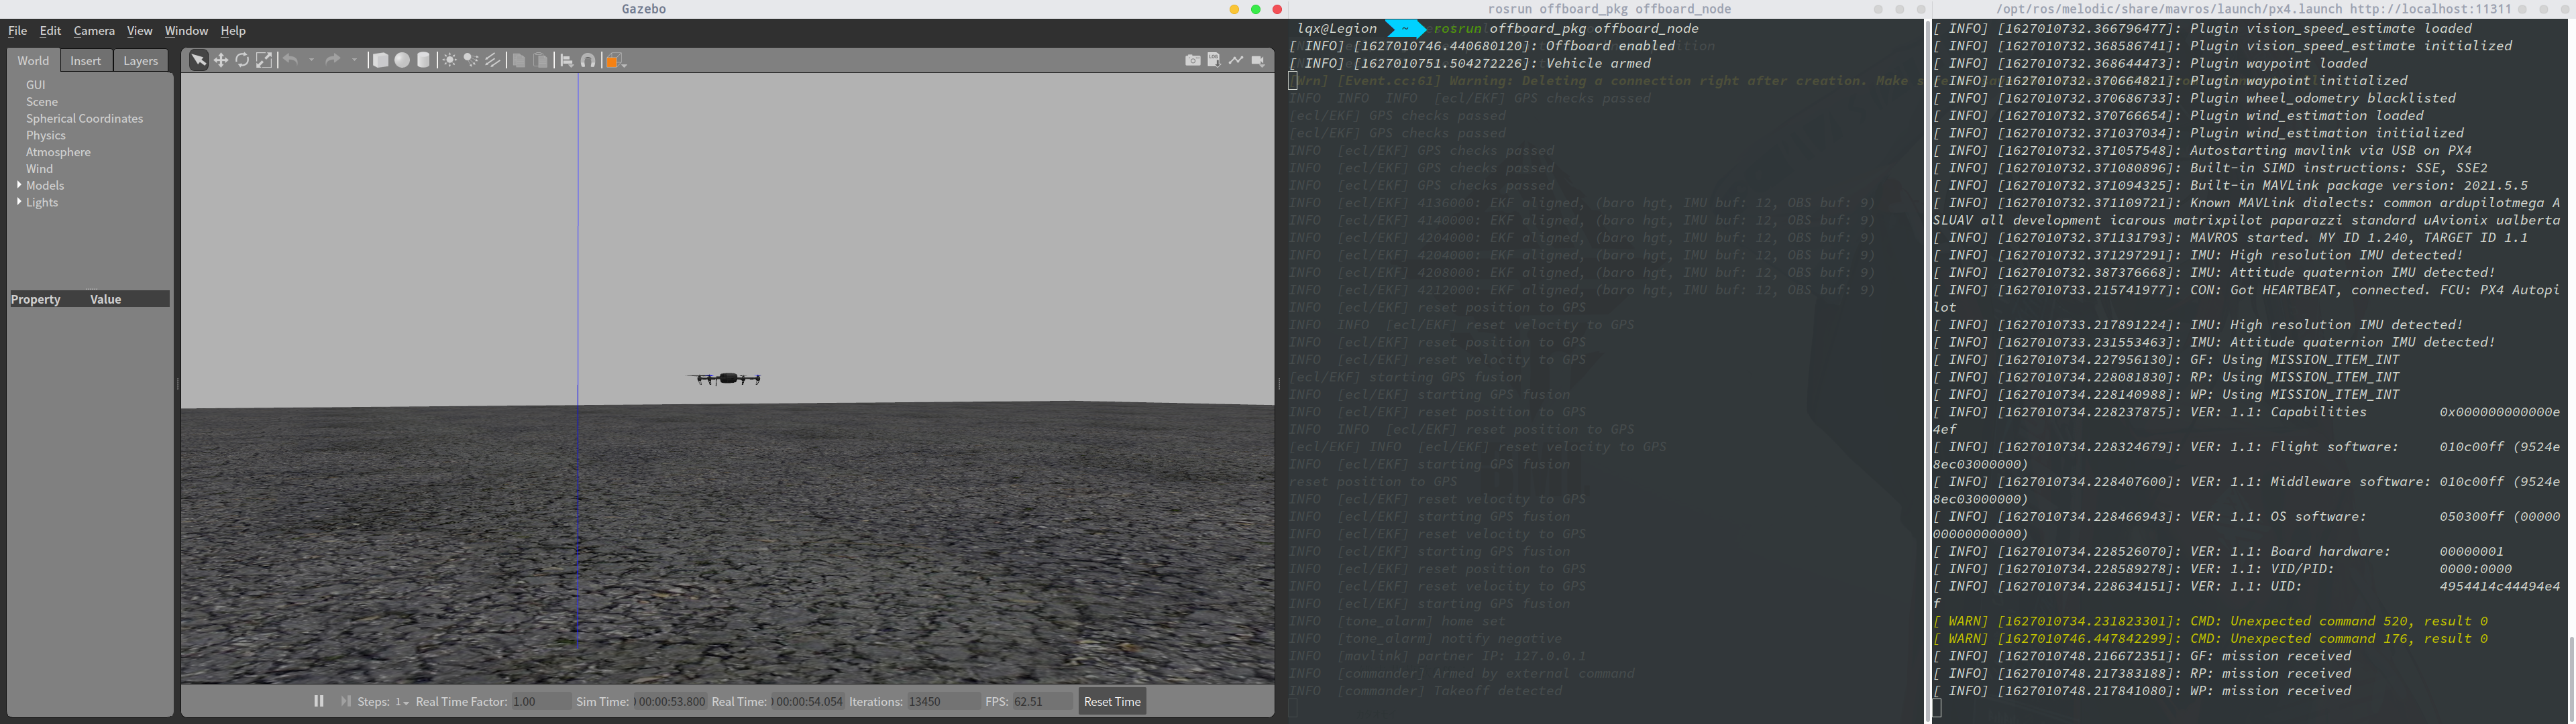 Gazebo
File Edit Camera View Window Help
World Insert Layers
GUI
Scene
Spherical Coordinates
Physics
Atmosphere
Wind
Models
Lights
Property Value
Steps: 1 Real Time Factor: 1.00 Sim Time: 00:00:53.800 Real Time: 00:00:54.054 Iterations: 13450 FPS: 62.51 Reset Time
rosrun offboard_pkg offboard_node
lqx@Legion ~ rosrun offboard_pkg offboard_node
[ INFO] [1627010746.440680120]: Offboard enabled
[ INFO] [1627010751.504272226]: Vehicle armed
[Wrn] [Event.cc:61] Warning: Deleting a connection right after creation. Make
INFO INFO INFO [ecl/EKF] GPS checks passed
[ecl/EKF] GPS checks passed
[ecl/EKF] GPS checks passed
INFO [ecl/EKF] GPS checks passed
INFO [ecl/EKF] GPS checks passed
INFO [ecl/EKF] GPS checks passed
INFO [ecl/EKF] 4136000: EKF aligned, (baro hgt, IMU buf: 12, OBS buf: 9)
INFO [ecl/EKF] 4140000: EKF aligned, (baro hgt, IMU buf: 12, OBS buf: 9)
INFO [ecl/EKF] 4204000: EKF aligned, (baro hgt, IMU buf: 12, OBS buf: 9)
INFO [ecl/EKF] 4204000: EKF aligned, (baro hgt, IMU buf: 12, OBS buf: 9)
INFO [ecl/EKF] 4208000: EKF aligned, (baro hgt, IMU buf: 12, OBS buf: 9)
INFO [ecl/EKF] 4212000: EKF aligned, (baro hgt, IMU buf: 12, OBS buf: 9)
INFO [ecl/EKF] reset position to GPS
INFO INFO [ecl/EKF] reset velocity to GPS
INFO [ecl/EKF] reset position to GPS
INFO [ecl/EKF] reset velocity to GPS
[ecl/EKF] starting GPS fusion
INFO [ecl/EKF] starting GPS fusion
INFO [ecl/EKF] reset position to GPS
INFO INFO [ecl/EKF] reset position to GPS
[ecl/EKF] INFO [ecl/EKF] reset velocity to GPS
INFO [ecl/EKF] starting GPS fusion
reset position to GPS
INFO [ecl/EKF] reset velocity to GPS
INFO [ecl/EKF] starting GPS fusion
INFO [ecl/EKF] reset velocity to GPS
INFO [ecl/EKF] starting GPS fusion
INFO [ecl/EKF] reset position to GPS
INFO [ecl/EKF] reset velocity to GPS
INFO [ecl/EKF] starting GPS fusion
INFO [tone_alarm] home set
INFO [tone_alarm] notify negative
INFO [mavlink] partner IP: 127.0.0.1
INFO [commander] Armed by external command
INFO [commander] Takeoff detected
/opt/ros/melodic/share/mavros/launch/px4.launch http://localhost:11311
[ INFO] [1627010732.366796477]: Plugin vision_speed_estimate loaded
[ INFO] [1627010732.368586741]: Plugin vision_speed_estimate initialized
[ INFO] [1627010732.368644473]: Plugin waypoint loaded
[ INFO] [1627010732.370664821]: Plugin waypoint initialized
[ INFO] [1627010732.370686733]: Plugin wheel_odometry blacklisted
[ INFO] [1627010732.370766654]: Plugin wind_estimation loaded
[ INFO] [1627010732.371037034]: Plugin wind_estimation initialized
[ INFO] [1627010732.371057548]: Autostarting mavlink via USB on PX4
[ INFO] [1627010732.371080896]: Built-in SIMD instructions: SSE, SSE2
[ INFO] [1627010732.371094325]: Built-in MAVLink package version: 2021.5.5
[ INFO] [1627010732.371109721]: Known MAVLink dialects: common ardupilotmega A
SLUAV all development icarous matrixpilot paparazzi standard uAvionix ualberta
[ INFO] [1627010732.371131793]: MAVROS started. MY ID 1.240, TARGET ID 1.1
[ INFO] [1627010732.371297291]: IMU: High resolution IMU detected!
[ INFO] [1627010732.387376668]: IMU: Attitude quaternion IMU detected!
[ INFO] [1627010733.215741977]: CON: Got HEARTBEAT, connected. FCU: PX4 Autopi
lot
[ INFO] [1627010733.217891224]: IMU: High resolution IMU detected!
[ INFO] [1627010733.231553463]: IMU: Attitude quaternion IMU detected!
[ INFO] [1627010734.227956130]: GF: Using MISSION_ITEM_INT
[ INFO] [1627010734.228081830]: RP: Using MISSION_ITEM_INT
[ INFO] [1627010734.228140988]: WP: Using MISSION_ITEM_INT
[ INFO] [1627010734.228237875]: VER: 1.1: Capabilities 0x000000000000e
4ef
[ INFO] [1627010734.228324679]: VER: 1.1: Flight software: 010c00ff (9524e
8ec03000000)
[ INFO] [1627010734.228407600]: VER: 1.1: Middleware software: 010c00ff (9524e
8ec03000000)
[ INFO] [1627010734.228466943]: VER: 1.1: OS software: 050300ff (00000
00000000000)
[ INFO] [1627010734.228526070]: VER: 1.1: Board hardware: 00000001
[ INFO] [1627010734.228589278]: VER: 1.1: VID/PID: 0000:0000
[ INFO] [1627010734.228634151]: VER: 1.1: UID: 4954414c44494e4
f
[ WARN] [1627010734.231823301]: CMD: Unexpected command 520, result 0
[ WARN] [1627010746.447842299]: CMD: Unexpected command 176, result 0
[ INFO] [1627010748.216672351]: GF: mission received
[ INFO] [1627010748.217383188]: RP: mission received
[ INFO] [1627010748.217841080]: WP: mission received